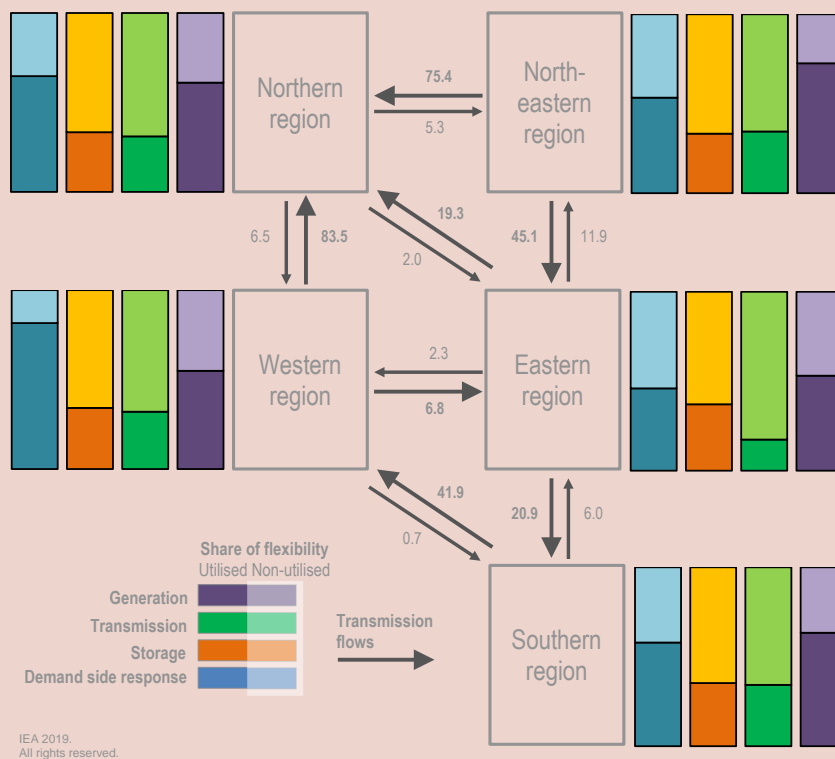 Northern
region
75.4
5.3
North-
eastern
region
6.5
83.5
19.3
2.0
45.1
11.9
Western
region
2.3
6.8
Eastern
region
41.9
0.7
20.9
6.0
Share of flexibility
Utilised Non-utilised
Generation
Transmission
Storage
Demand side response
Transmission
flows
Southern
region
IEA 2019.
All rights reserved.